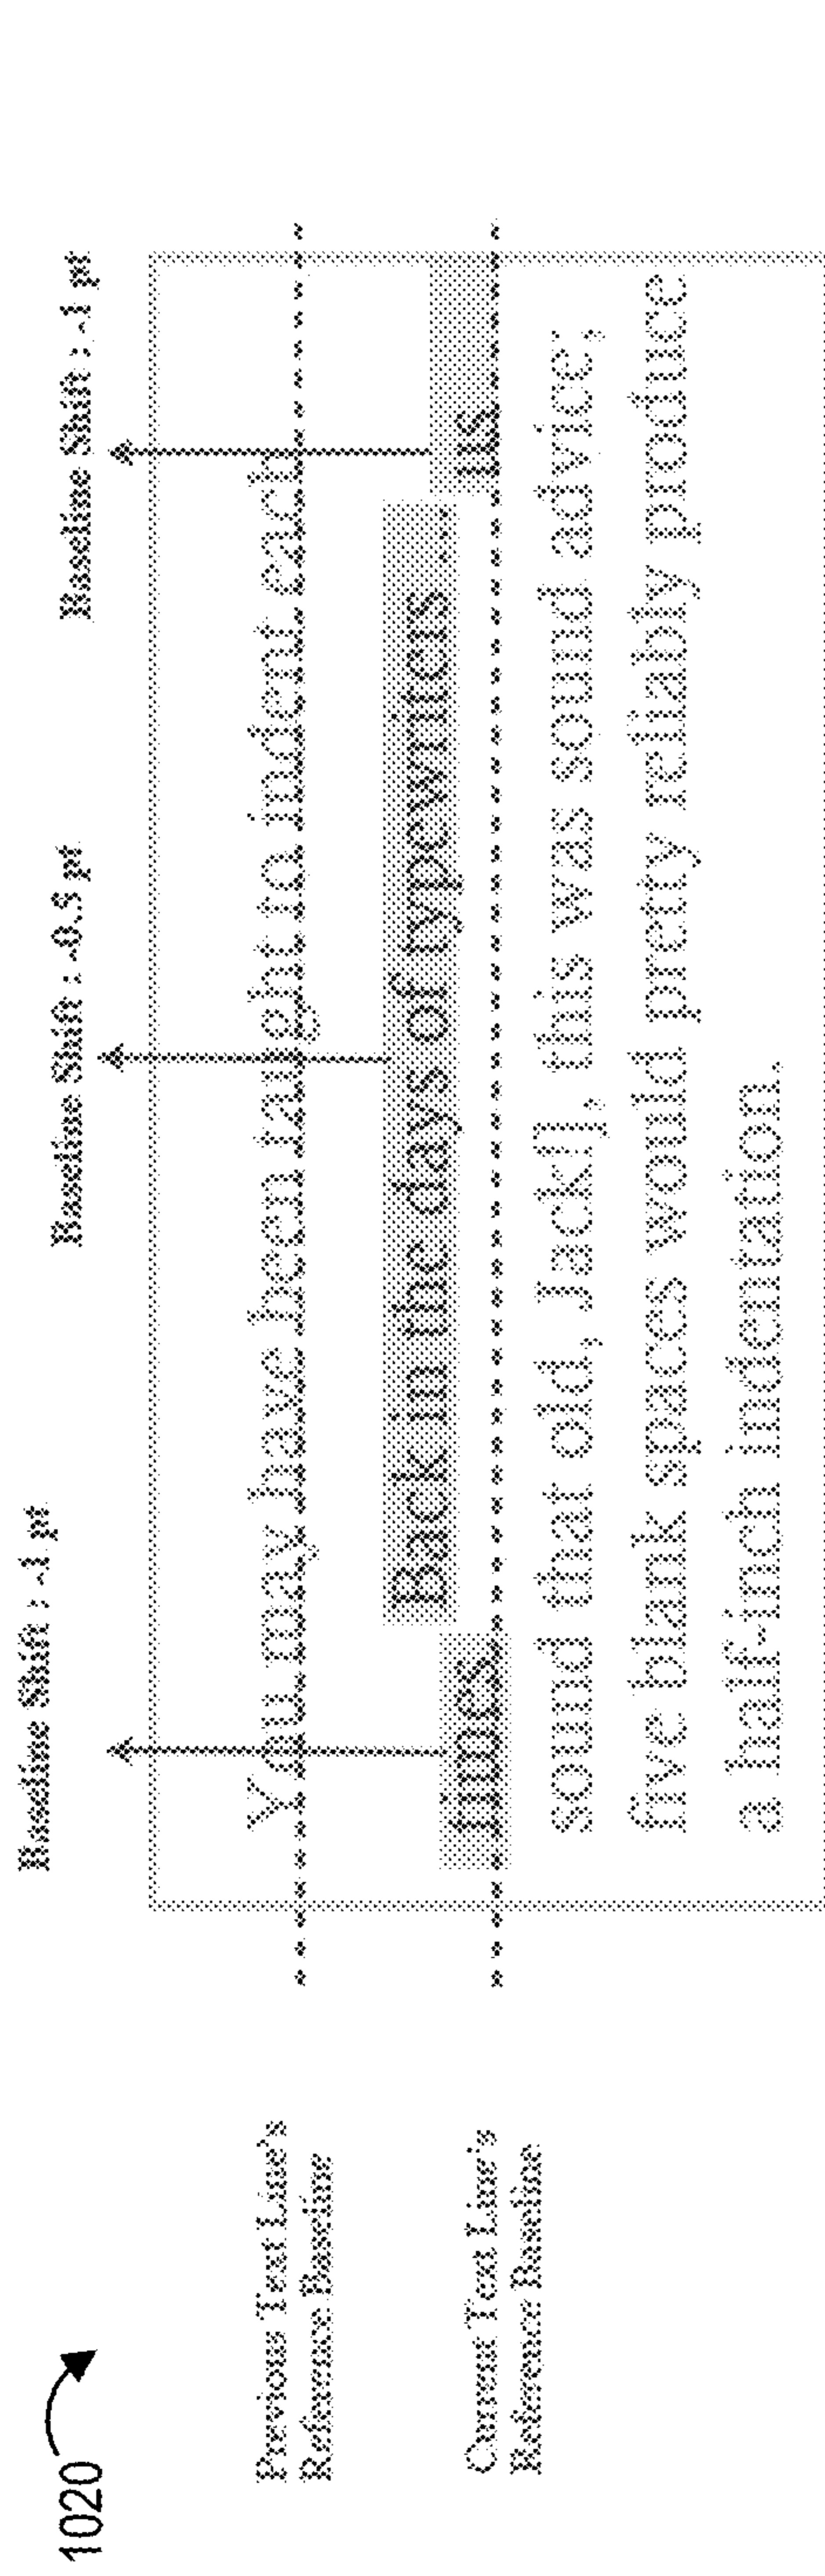 1020
Baseline Shift : -1 pt
Baseline Shift : -0.5 pt
Baseline Shift : -1 pt
Previous Text Line's
Reference Baseline
You may have been taught to indent each
Current Text Line's
Reference Baseline
times Back in the days of typewriters ... its
sound that old, Jack!], this was sound advice;
five blank spaces would pretty reliably produce
a half-inch indentation.